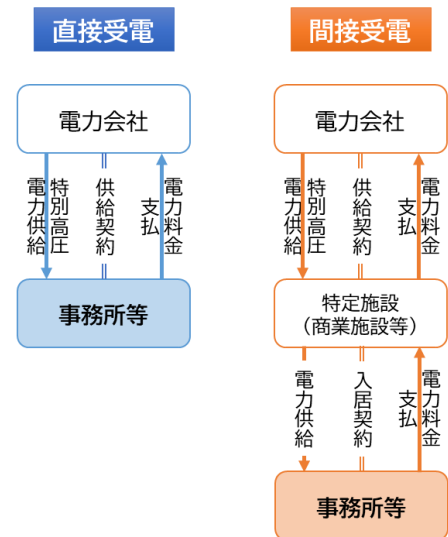 直接受電
電力会社
特別高圧
電力供給
供給契約
電力料金
支払
事務所等
間接受電
電力会社
特別高圧
電力供給
供給契約
電力料金
支払
特定施設
（商業施設等）
電力供給
入居契約
電力料金
支払
事務所等